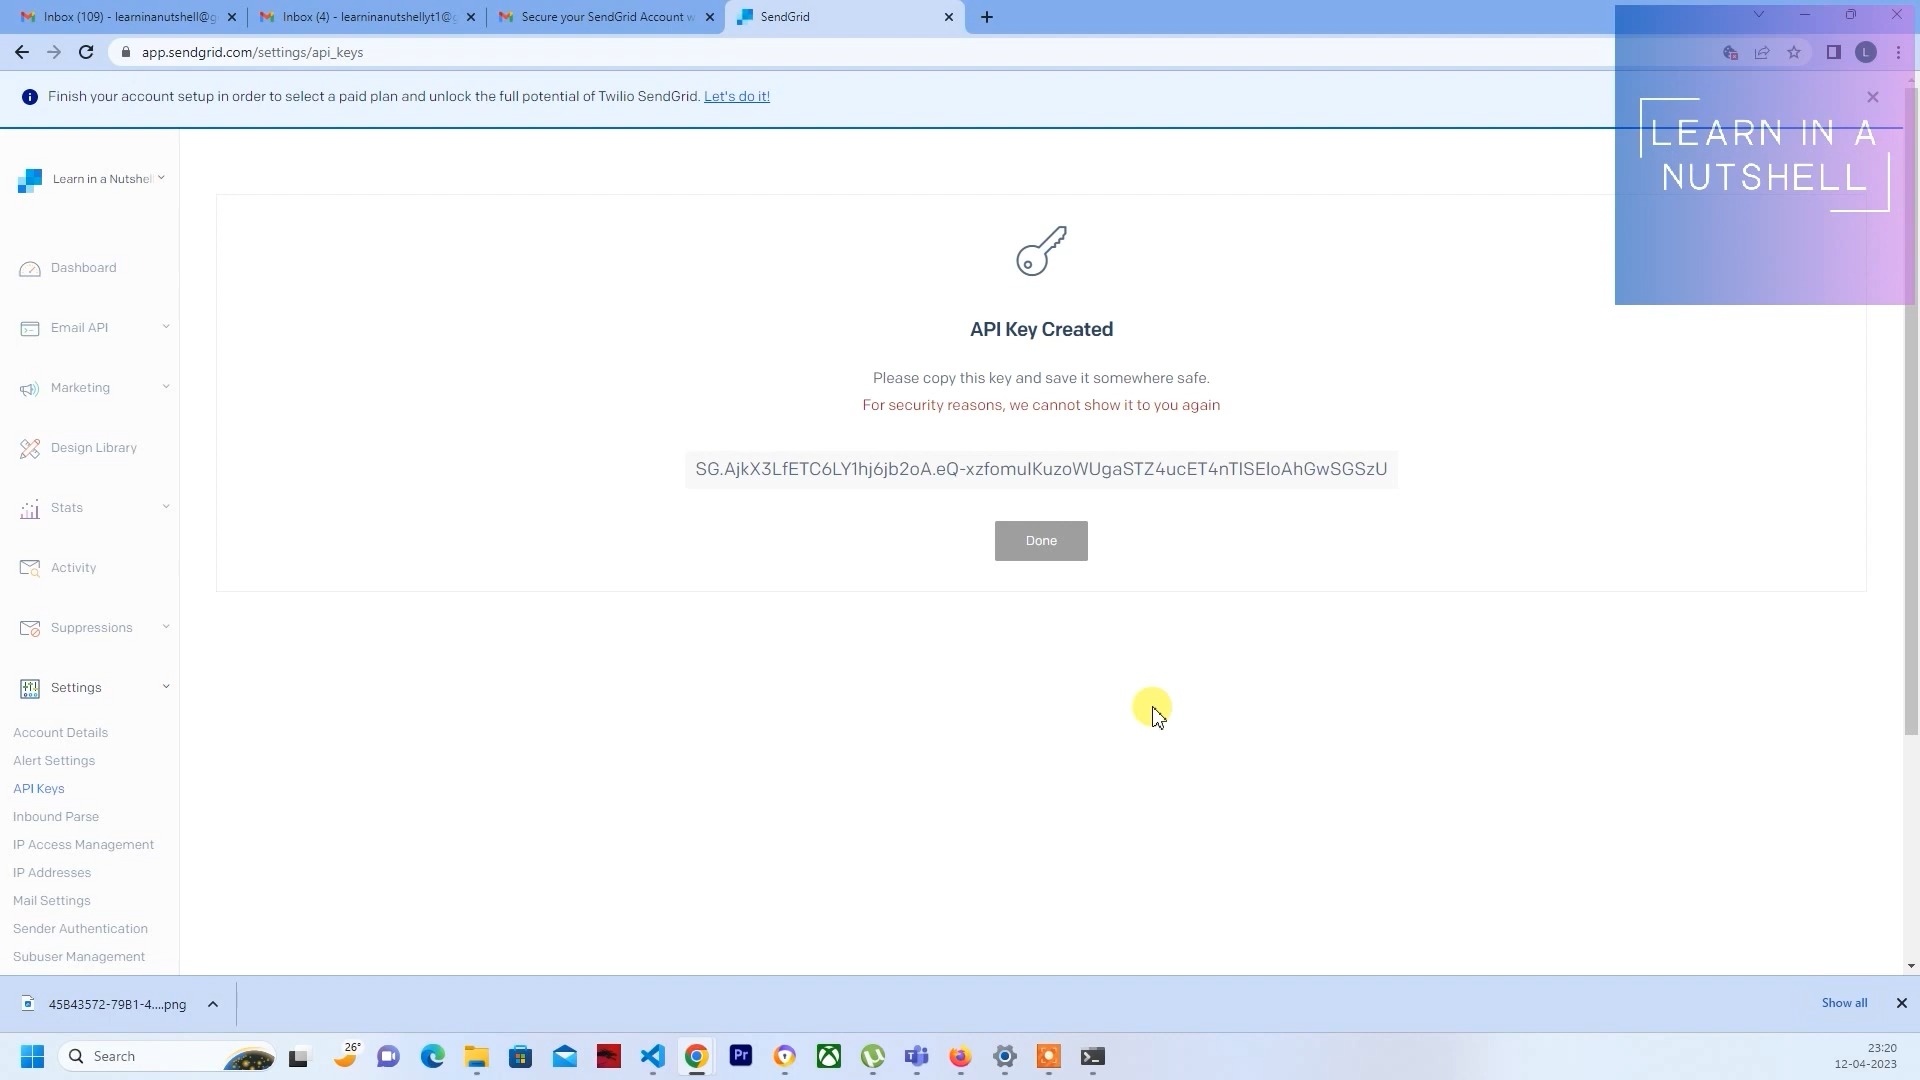 Inbox (109) - learninanutshell@g
Inbox (4) - learninanutshellyt1@g
Secure your SendGrid Account w
SendGrid
app.sendgrid.com/settings/api_keys
L
Finish your account setup in order to select a paid plan and unlock the full potential of Twilio SendGrid. Let's do it!
LEARN IN A
NUTSHELL
Learn in a Nutshell
Dashboard
Email API
Marketing
Design Library
Stats
Activity
Suppressions
Settings
Account Details
Alert Settings
API Keys
Inbound Parse
IP Access Management
IP Addresses
Mail Settings
Sender Authentication
Subuser Management
API Key Created
Please copy this key and save it somewhere safe.
For security reasons, we cannot show it to you again
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
Done
45B43572-79B1-4....png
Show all
Search
26°
Pr
23:20
12-04-2023